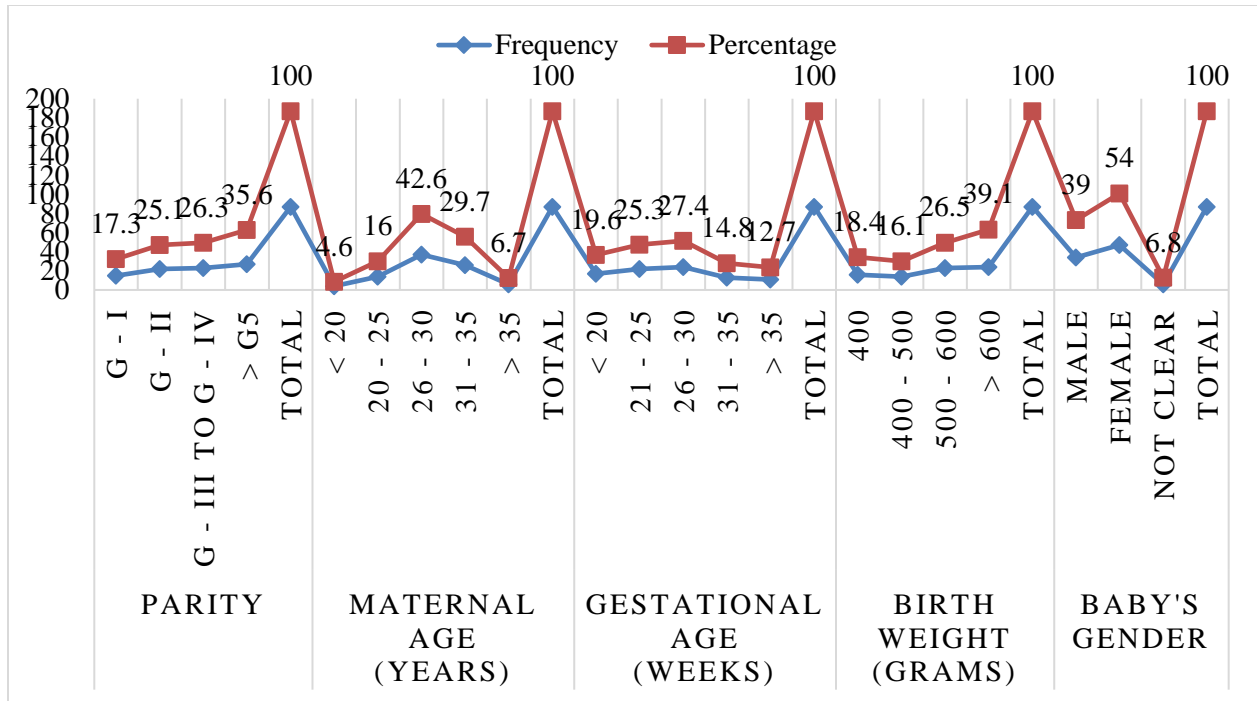 Frequency Percentage
100 100 100 100 100
200
180
160
140
120
100
80
60
40
20
0
17.3 25.1 26.3 35.6
4.6 16 42.6 29.7 6.7
19.6 25.3 27.4 14.8 12.7
18.4 16.1 26.5 39.1
39 54 6.8
G - I
G - II
G - III TO G - IV
> G5
TOTAL
< 20
20 - 25
26 - 30
31 - 35
> 35
TOTAL
< 20
21 - 25
26 - 30
31 - 35
> 35
TOTAL
400
400 - 500
500 - 600
> 600
TOTAL
MALE
FEMALE
NOT CLEAR
TOTAL
PARITY
MATERNAL
AGE
(YEARS)
GESTATIONAL
AGE
(WEEKS)
BIRTH
WEIGHT
(GRAMS)
BABY'S
GENDER